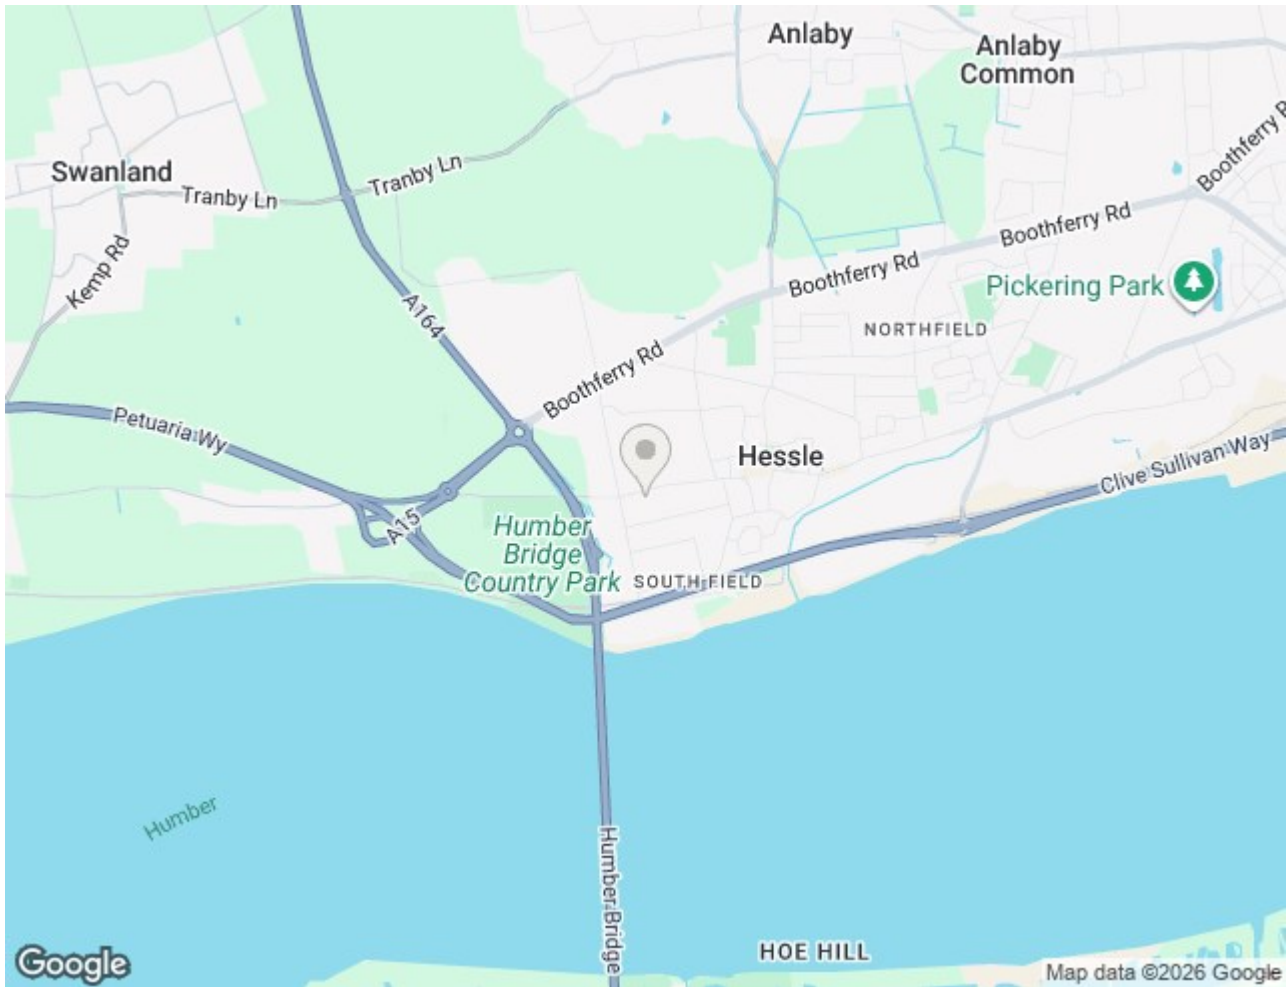 Anlaby
Anlaby
Common
Swanland
Tranby Ln
Tranby Ln
Boothferry R
Kemp Rd
Boothferry Rd
Boothferry Rd
Pickering Park
A164
NORTHFIELD
Boothferry Rd
Petuaria Wy
Hessle
Clive Sullivan Way
A15
Humber
Bridge
Country Park
SOUTH FIELD
Humber
Humber Bridge
HOE HILL
Google
Map data ©2026 Google